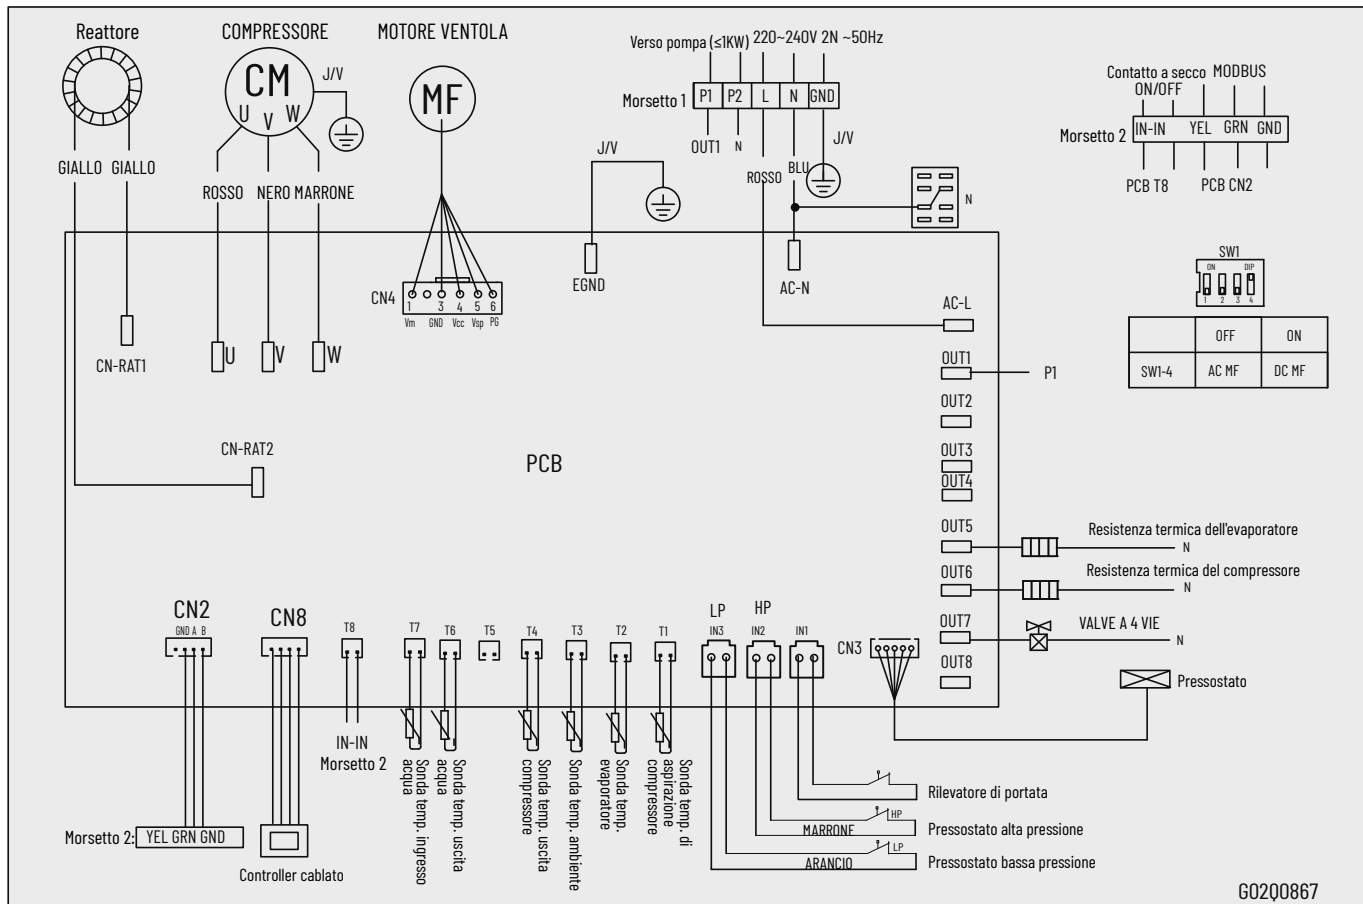 Reattore
COMPRESSORE
MOTORE VENTOLA
CM
U V W
J/V
MF
Verso pompa (≤1KW)
220~240V 2N ~50Hz
Morsetto 1
P1 P2 L N GND
OUT1
N
ROSSO
BLU
J/V
N
Contatto a secco
ON/OFF
MODBUS
Morsetto 2
IN-IN YEL GRN GND
PCB T8
PCB CN2
GIALLO GIALLO
ROSSO
NERO
MARRONE
J/V
EGND
AC-N
AC-L
SW1
ON DIP
1 2 3 4
OFF ON
SW1-4 AC MF DC MF
CN4
1 3 4 5 6
Vm GND Vcc Vsp PG
CN-RAT1
U V W
CN-RAT2
PCB
OUT1
P1
OUT2
OUT3
OUT4
OUT5
Resistenza termica dell'evaporatore
N
OUT6
Resistenza termica del compressore
N
OUT7
VALVE A 4 VIE
N
OUT8
Pressostato
CN2
GND A B
CN8
T8
T7
T6
T5
T4
T3
T2
T1
LP
IN3
HP
IN2
IN1
CN3
IN-IN
Morsetto 2
Sonda temp. ingresso
acqua
Sonda temp. uscita
acqua
Sonda temp. uscita
compressore
Sonda temp. ambiente
Sonda temp.
evaporatore
Sonda temp. di
aspirazione
compressore
Rilevatore di portata
MARRONE
HP
Pressostato alta pressione
ARANCIO
LP
Pressostato bassa pressione
Morsetto 2: YEL GRN GND
Controller cablato
G02Q0867